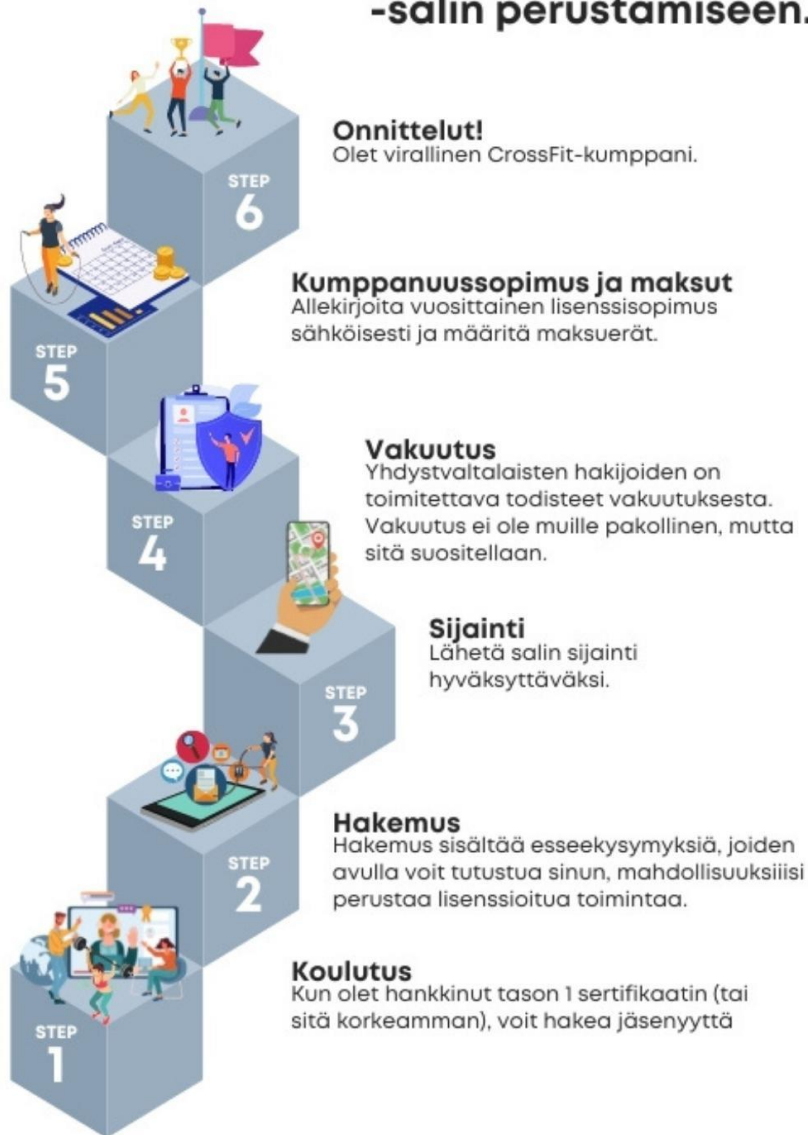 -salin perustamiseen.
Onnittelut!
Olet virallinen CrossFit-kumppani.
STEP
6
Kumppanuussopimus ja maksut
Allekirjoita vuosittainen lisenssisopimus
sähköisesti ja määritä maksuerät.
STEP
5
Vakuutus
Yhdystvaltalaisten hakijoiden on
toimitettava todisteet vakuutuksesta.
Vakuutus ei ole muille pakollinen, mutta
sitä suositellaan.
STEP
4
Sijainti
Lähetä salin sijainti
hyväksyttäväksi.
STEP
3
Hakemus
Hakemus sisältää esseekysymyksiä, joiden
avulla voit tutustua sinun, mahdollisuuksiiisi
perustaa lisenssioitua toimintaa.
STEP
2
Koulutus
Kun olet hankkinut tason 1 sertifikaatin (tai
sitä korkeamman), voit hakea jäsenyyttä
STEP
1